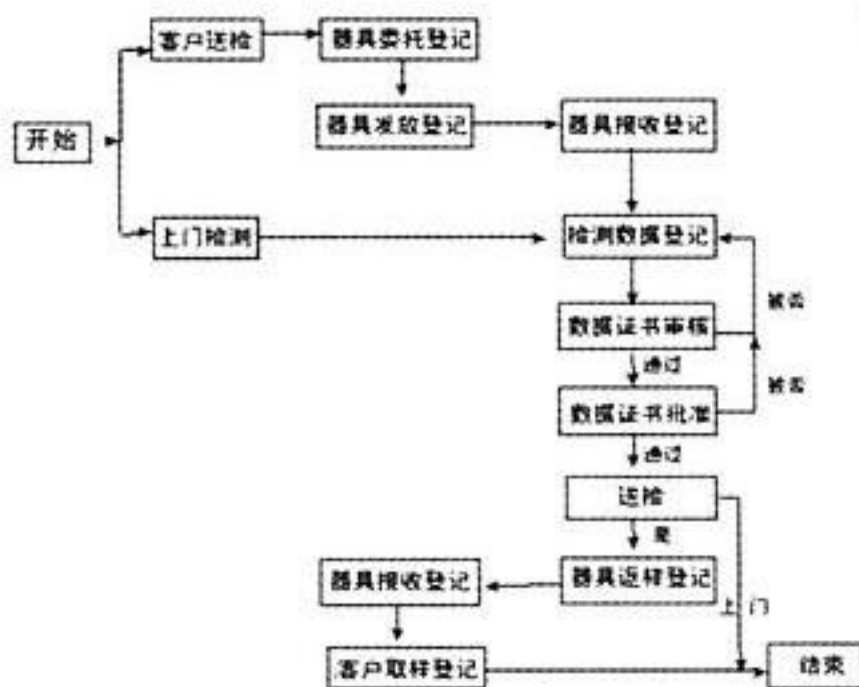 客户送检
器具委托登记
开始
器具发放登记
器具接收登记
上门检测
检测数据登记
被否
数据证书审核
通过
被否
数据证书批准
通过
送检
是
器具接收登记
器具返样登记
上门
客户取样登记
结束